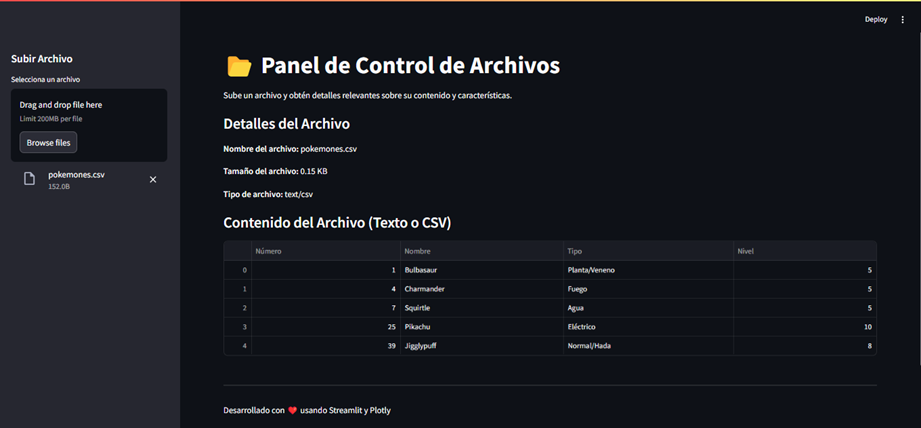 Deploy
Subir Archivo
Selecciona un archivo
Drag and drop file here
Limit 200MB per file
Browse files
pokemones.csv
152.0B
Panel de Control de Archivos
Sube un archivo y obtén detalles relevantes sobre su contenido y características.
Detalles del Archivo
Nombre del archivo: pokemones.csv
Tamaño del archivo: 0.15 KB
Tipo de archivo: text/csv
Contenido del Archivo (Texto o CSV)
Número Nombre Tipo Nivel
0 1 Bulbasaur Planta/Veneno 5
1 4 Charmander Fuego 5
2 7 Squirtle Agua 5
3 25 Pikachu Eléctrico 10
4 39 Jigglypuff Normal/Hada 8
Desarrollado con ❤️ usando Streamlit y Plotly